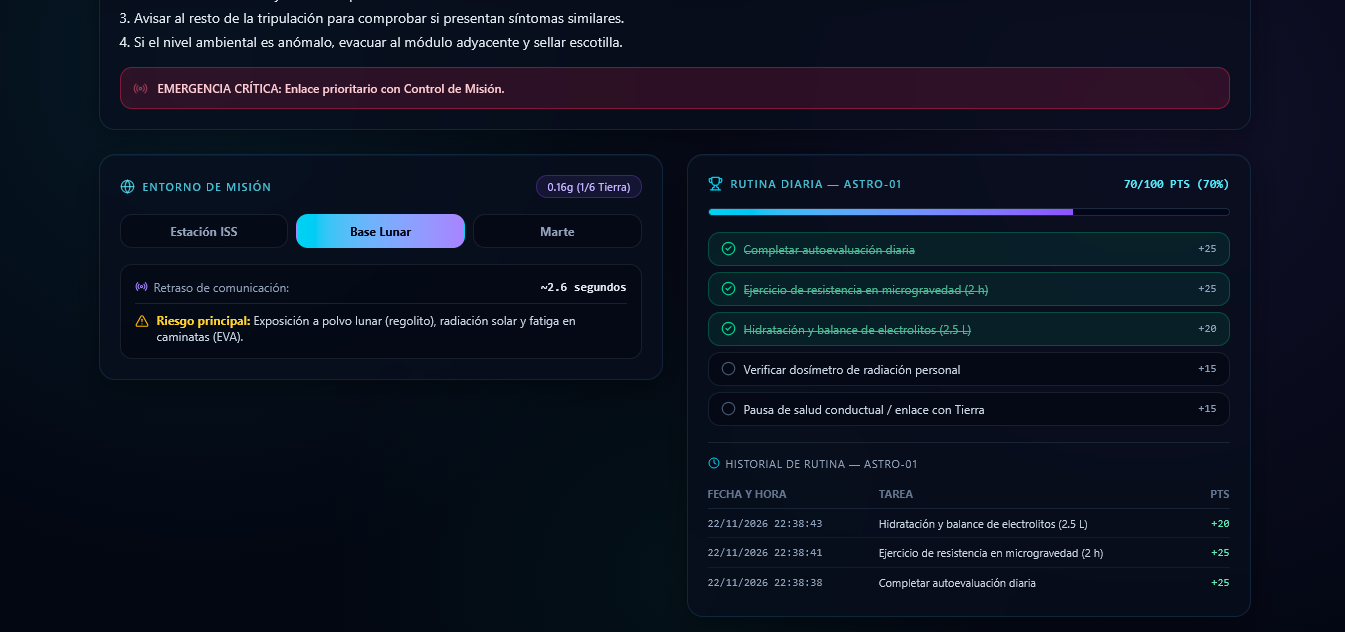 3. Avisar al resto de la tripulación para comprobar si presentan síntomas similares.
4. Si el nivel ambiental es anómalo, evacuar al módulo adyacente y sellar escotilla.
EMERGENCIA CRÍTICA: Enlace prioritario con Control de Misión.
ENTORNO DE MISIÓN
0.16g (1/6 Tierra)
Estación ISS
Base Lunar
Marte
Retraso de comunicación:
~2.6 segundos
Riesgo principal: Exposición a polvo lunar (regolito), radiación solar y fatiga en
caminatas (EVA).
RUTINA DIARIA — ASTRO-01
70/100 PTS (70%)
Completar autoevaluación diaria
+25
Ejercicio de resistencia en microgravedad (2 h)
+25
Hidratación y balance de electrolitos (2.5 L)
+20
Verificar dosímetro de radiación personal
+15
Pausa de salud conductual / enlace con Tierra
+15
HISTORIAL DE RUTINA — ASTRO-01
FECHA Y HORA TAREA PTS
22/11/2026 22:38:43 Hidratación y balance de electrolitos (2.5 L) +20
22/11/2026 22:38:41 Ejercicio de resistencia en microgravedad (2 h) +25
22/11/2026 22:38:38 Completar autoevaluación diaria +25